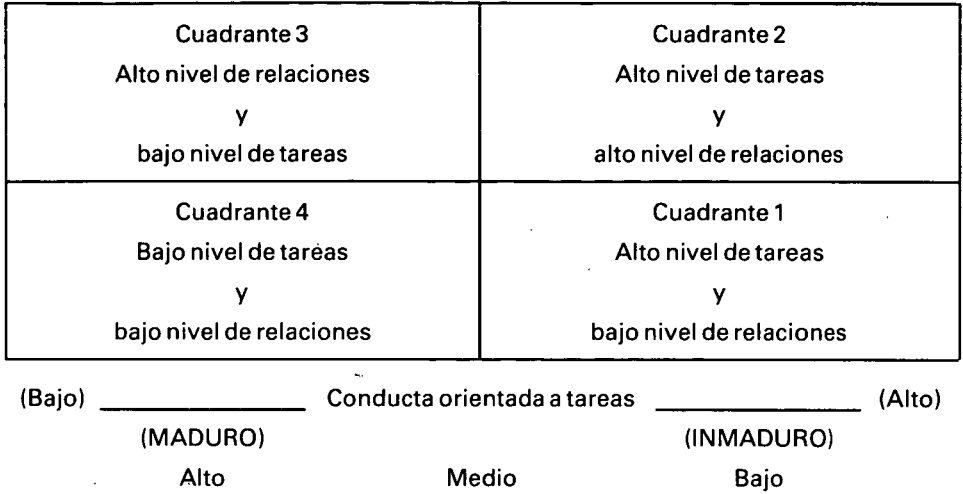 Cuadrante 3
Alto nivel de relaciones
y
bajo nivel de tareas
Cuadrante 2
Alto nivel de tareas
y
alto nivel de relaciones
Cuadrante 4
Bajo nivel de tareas
y
bajo nivel de relaciones
Cuadrante 1
Alto nivel de tareas
y
bajo nivel de relaciones
(Bajo) __________ Conducta orientada a tareas __________ (Alto)
(MADURO) (INMADURO)
Alto Medio Bajo